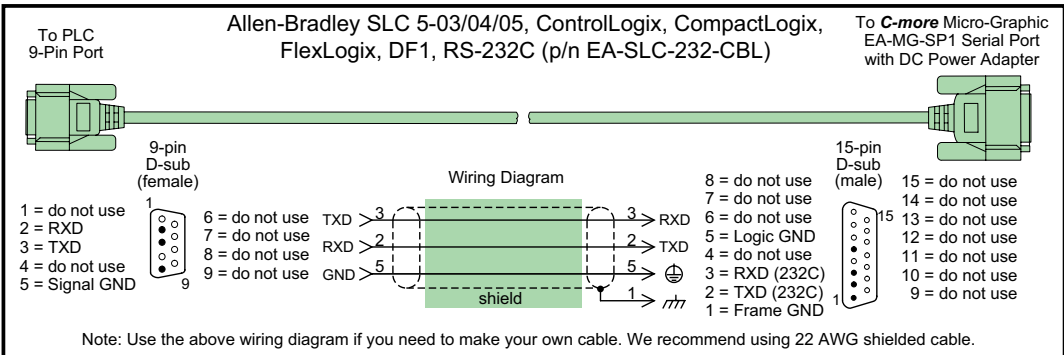 To PLC
9-Pin Port
Allen-Bradley SLC 5-03/04/05, ControlLogix, CompactLogix,
FlexLogix, DF1, RS-232C (p/n EA-SLC-232-CBL)
To C-more Micro-Graphic
EA-MG-SP1 Serial Port
with DC Power Adapter
9-pin
D-sub
(female)
1
9
1 = do not use
2 = RXD
3 = TXD
4 = do not use
5 = Signal GND
6 = do not use
7 = do not use
8 = do not use
9 = do not use
Wiring Diagram
TXD 3 3 RXD
RXD 2 2 TXD
GND 5 5
1
shield
8 = do not use
7 = do not use
6 = do not use
5 = Logic GND
4 = do not use
3 = RXD (232C)
2 = TXD (232C)
1 = Frame GND
15-pin
D-sub
(male)
15
1
15 = do not use
14 = do not use
13 = do not use
12 = do not use
11 = do not use
10 = do not use
9 = do not use
Note: Use the above wiring diagram if you need to make your own cable. We recommend using 22 AWG shielded cable.